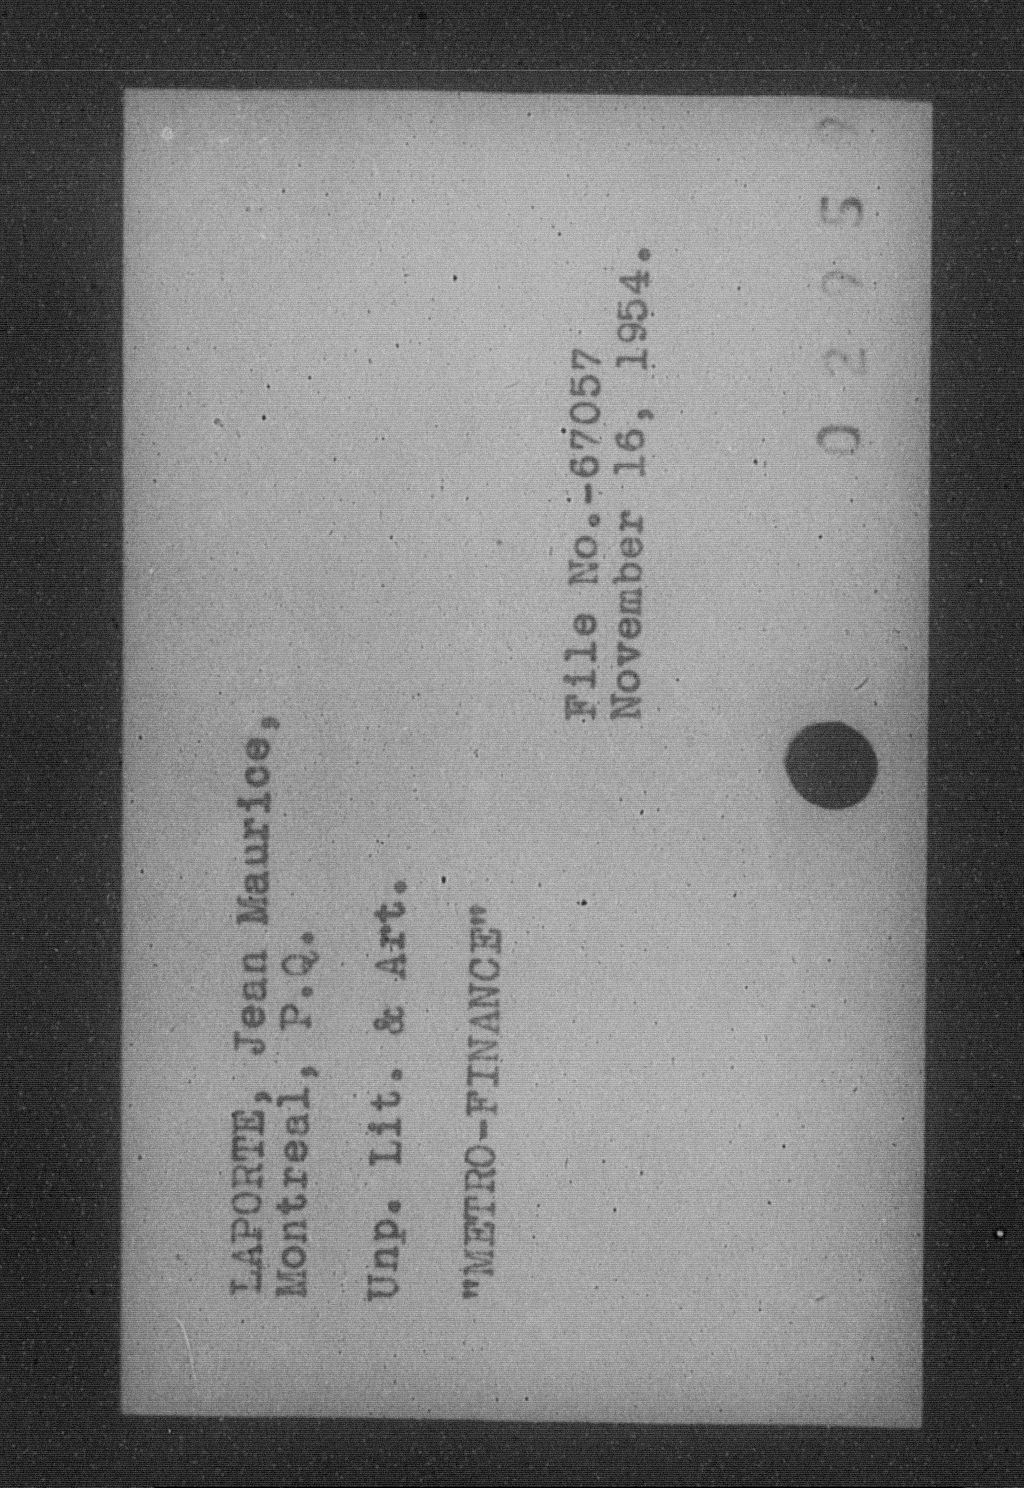 LAPORTE, Jean Maurice,
Montreal, P.Q.
Unp. Lit. & Art.
"METRO-FINANCE"
File No.-67057
November 16, 1954.